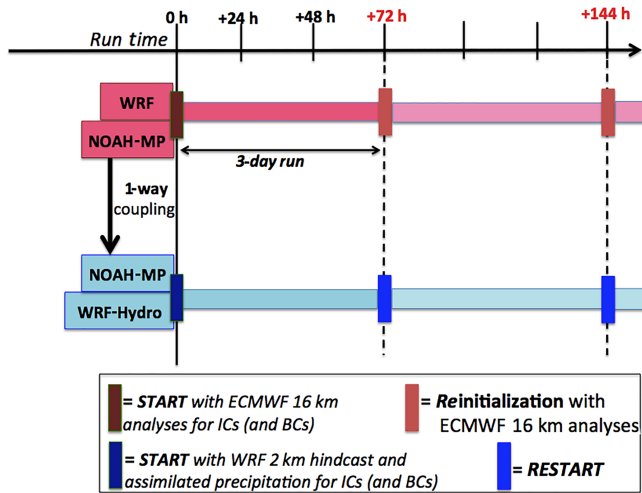 0 h +24 h +48 h +72 h +144 h
Run time
WRF
NOAH-MP
3-day run
1-way
coupling
NOAH-MP
WRF-Hydro
= START with ECMWF 16 km
analyses for ICs (and BCs)
= Reinitialization with
ECMWF 16 km analyses
= START with WRF 2 km hindcast and
assimilated precipitation for ICs (and BCs)
= RESTART